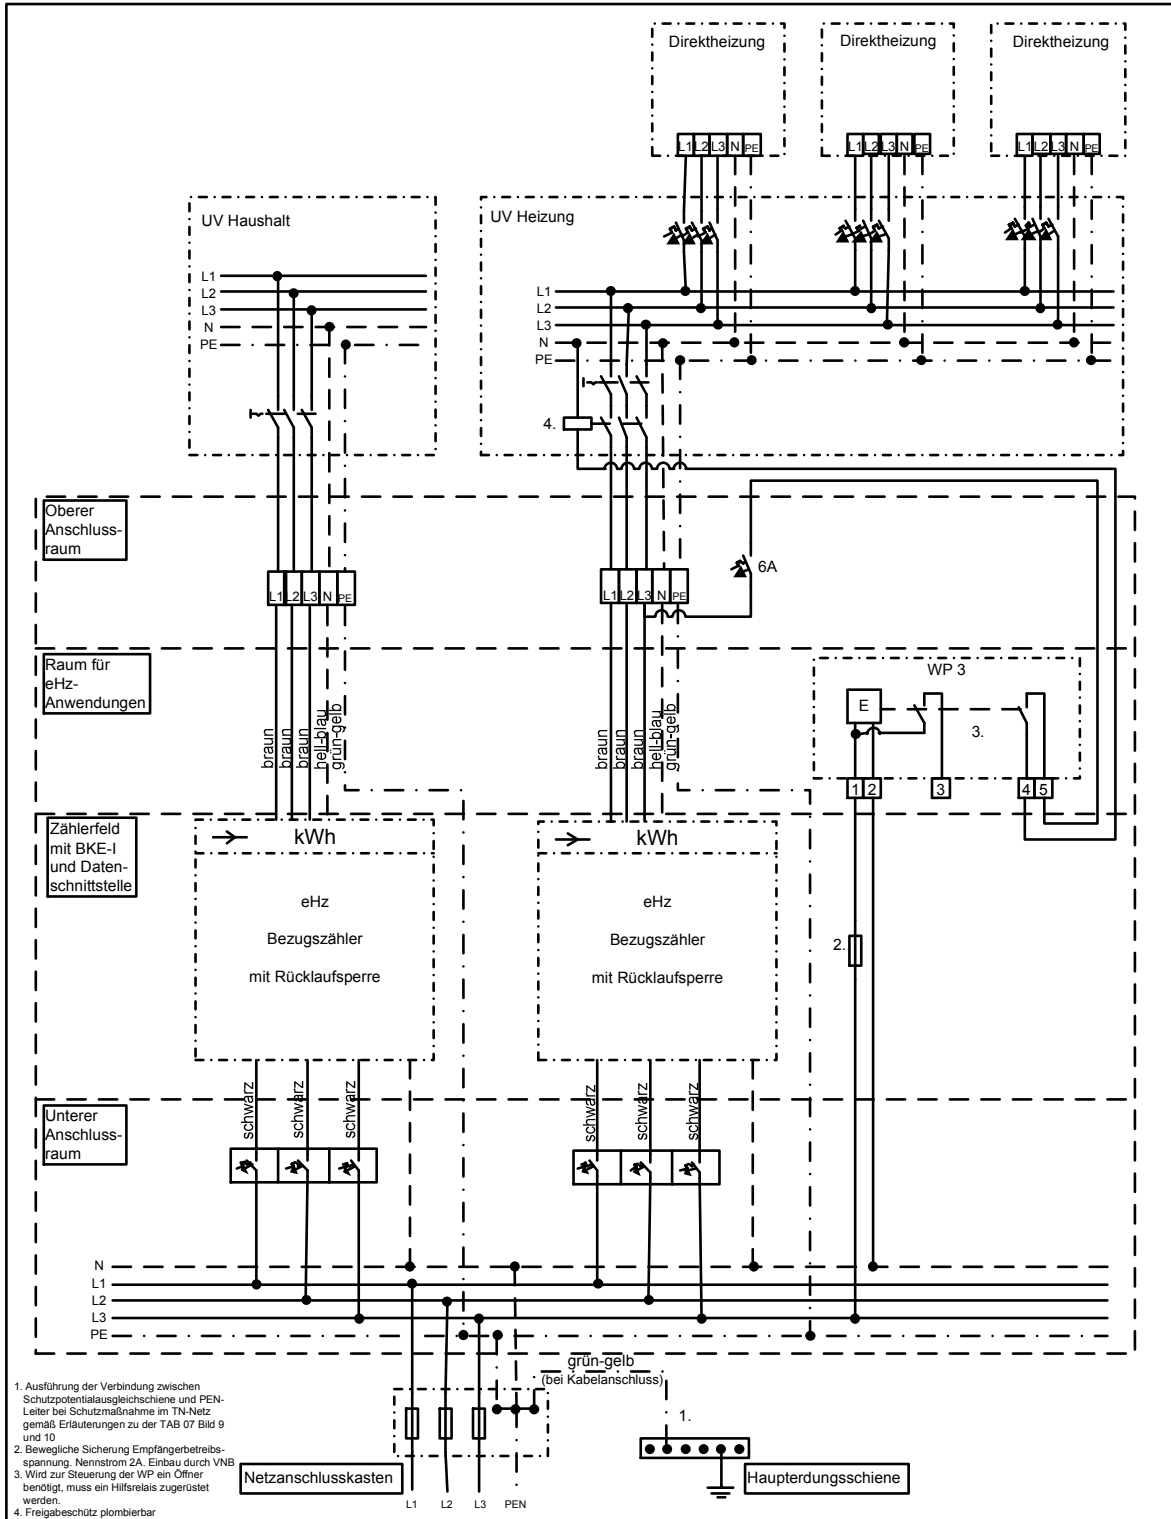 Direktheizung
Direktheizung
Direktheizung
L1 L2 L3 N PE
L1 L2 L3 N PE
L1 L2 L3 N PE
UV Haushalt
UV Heizung
L1
L2
L3
N
PE
L1
L2
L3
N
PE
4.
Oberer
Anschluss-
raum
6A
L1 L2 L3 N PE
L1 L2 L3 N PE
Raum für
eHz-
Anwendungen
braun
braun
braun
hell-blau
grün-gelb
braun
braun
braun
hell-blau
grün-gelb
WP 3
E
3.
1 2 3 4 5
Zählerfeld
mit BKE-I
und Daten-
schnittstelle
kWh
eHz
Bezugszähler
mit Rücklaufsperre
kWh
eHz
Bezugszähler
mit Rücklaufsperre
2.
schwarz
schwarz
schwarz
schwarz
schwarz
schwarz
Unterer
Anschluss-
raum
N
L1
L2
L3
PE
grün-gelb
(bei Kabelanschluss)
1.
1. Ausführung der Verbindung zwischen
Schutzpotentialausgleichschiene und PEN-
Leiter bei Schutzmaßnahme im TN-Netz
gemäß Erläuterungen zu der TAB 07 Bild 9
und 10
2. Bewegliche Sicherung Empfängerbetreibs-
spannung. Nennstrom 2A. Einbau durch VNB
3. Wird zur Steuerung der WP ein Öffner
benötigt, muss ein Hilfsrelais zugerüstet
werden.
4. Freigabeschütz plombierbar
Netzanschlusskasten
L1 L2 L3 PEN
Haupterdungsschiene